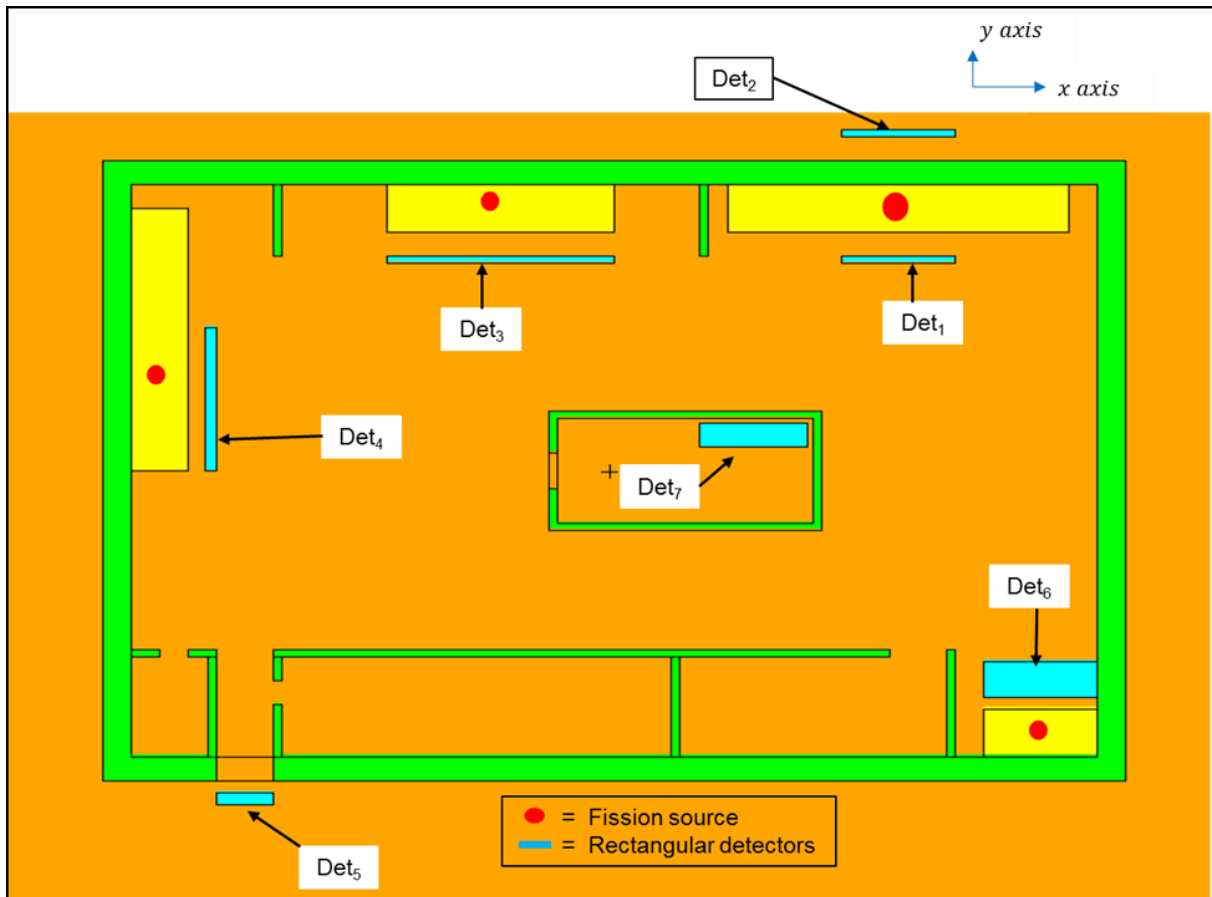 y axis
x axis
Det₂
Det₃
Det₁
Det₄
Det₇
Det₆
= Fission source
= Rectangular detectors
Det₅